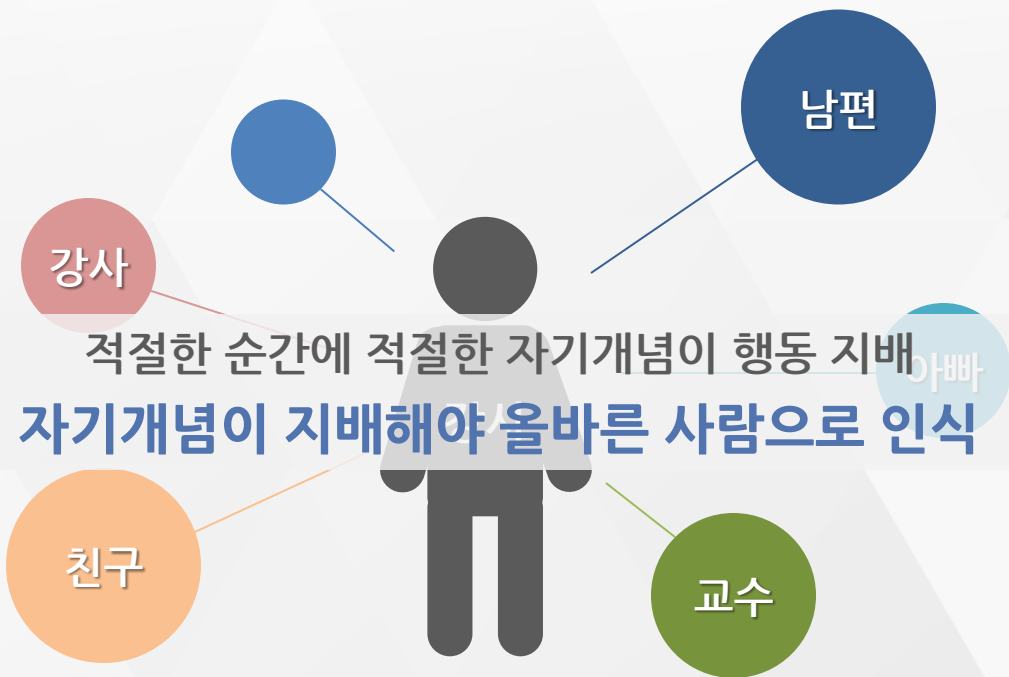 남편
강사
적절한 순간에 적절한 자기개념이 행동 지배
아빠
자기개념이 지배해야 올바른 사람으로 인식
친구
교수